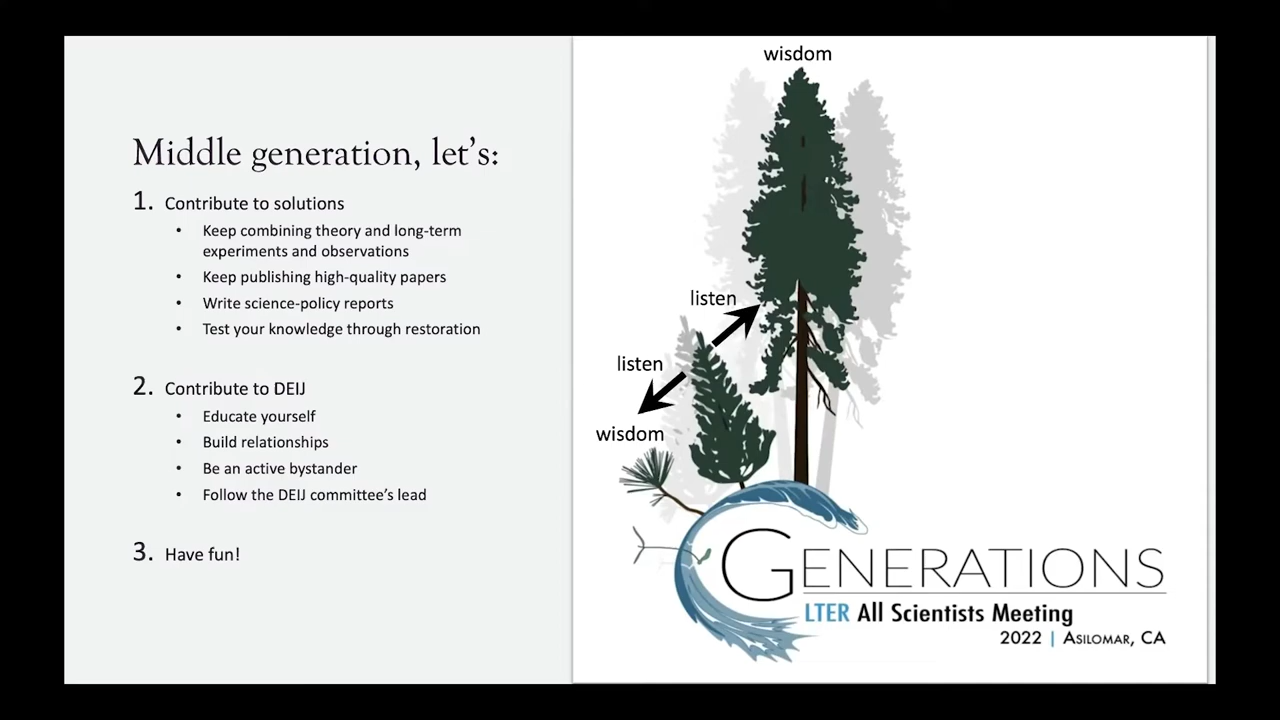 Middle generation, let's:
1. Contribute to solutions
• Keep combining theory and long-term
experiments and observations
• Keep publishing high-quality papers
• Write science-policy reports
• Test your knowledge through restoration
2. Contribute to DEIJ
• Educate yourself
• Build relationships
• Be an active bystander
• Follow the DEIJ committee's lead
3. Have fun!
wisdom
listen
listen
wisdom
GENERATIONS
LTER All Scientists Meeting
2022 | ASILOMAR, CA